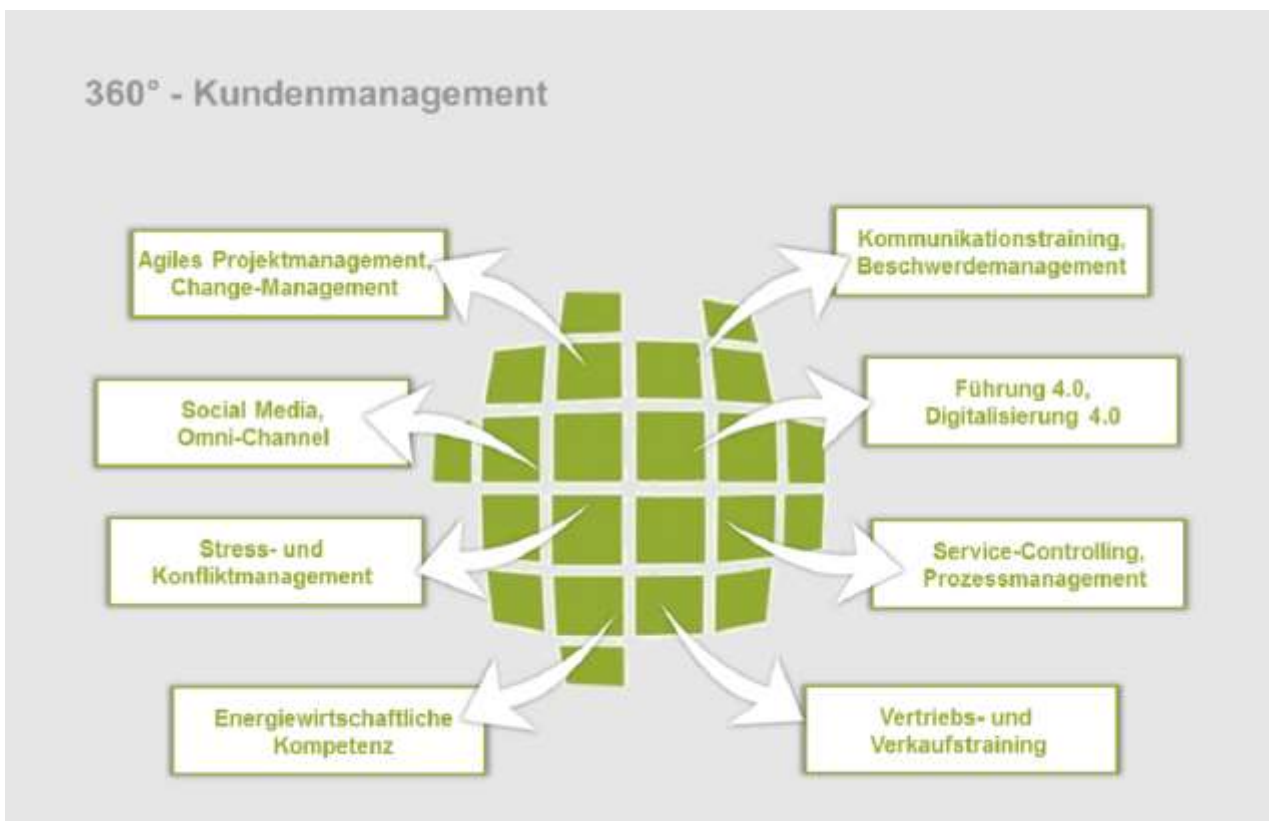 360° - Kundenmanagement
Agiles Projektmanagement,
Change-Management
Social Media,
Omni-Channel
Stress- und
Konfliktmanagement
Energiewirtschaftliche
Kompetenz
Kommunikationstraining,
Beschwerdemanagement
Führung 4.0,
Digitalisierung 4.0
Service-Controlling,
Prozessmanagement
Vertriebs- und
Verkaufstraining